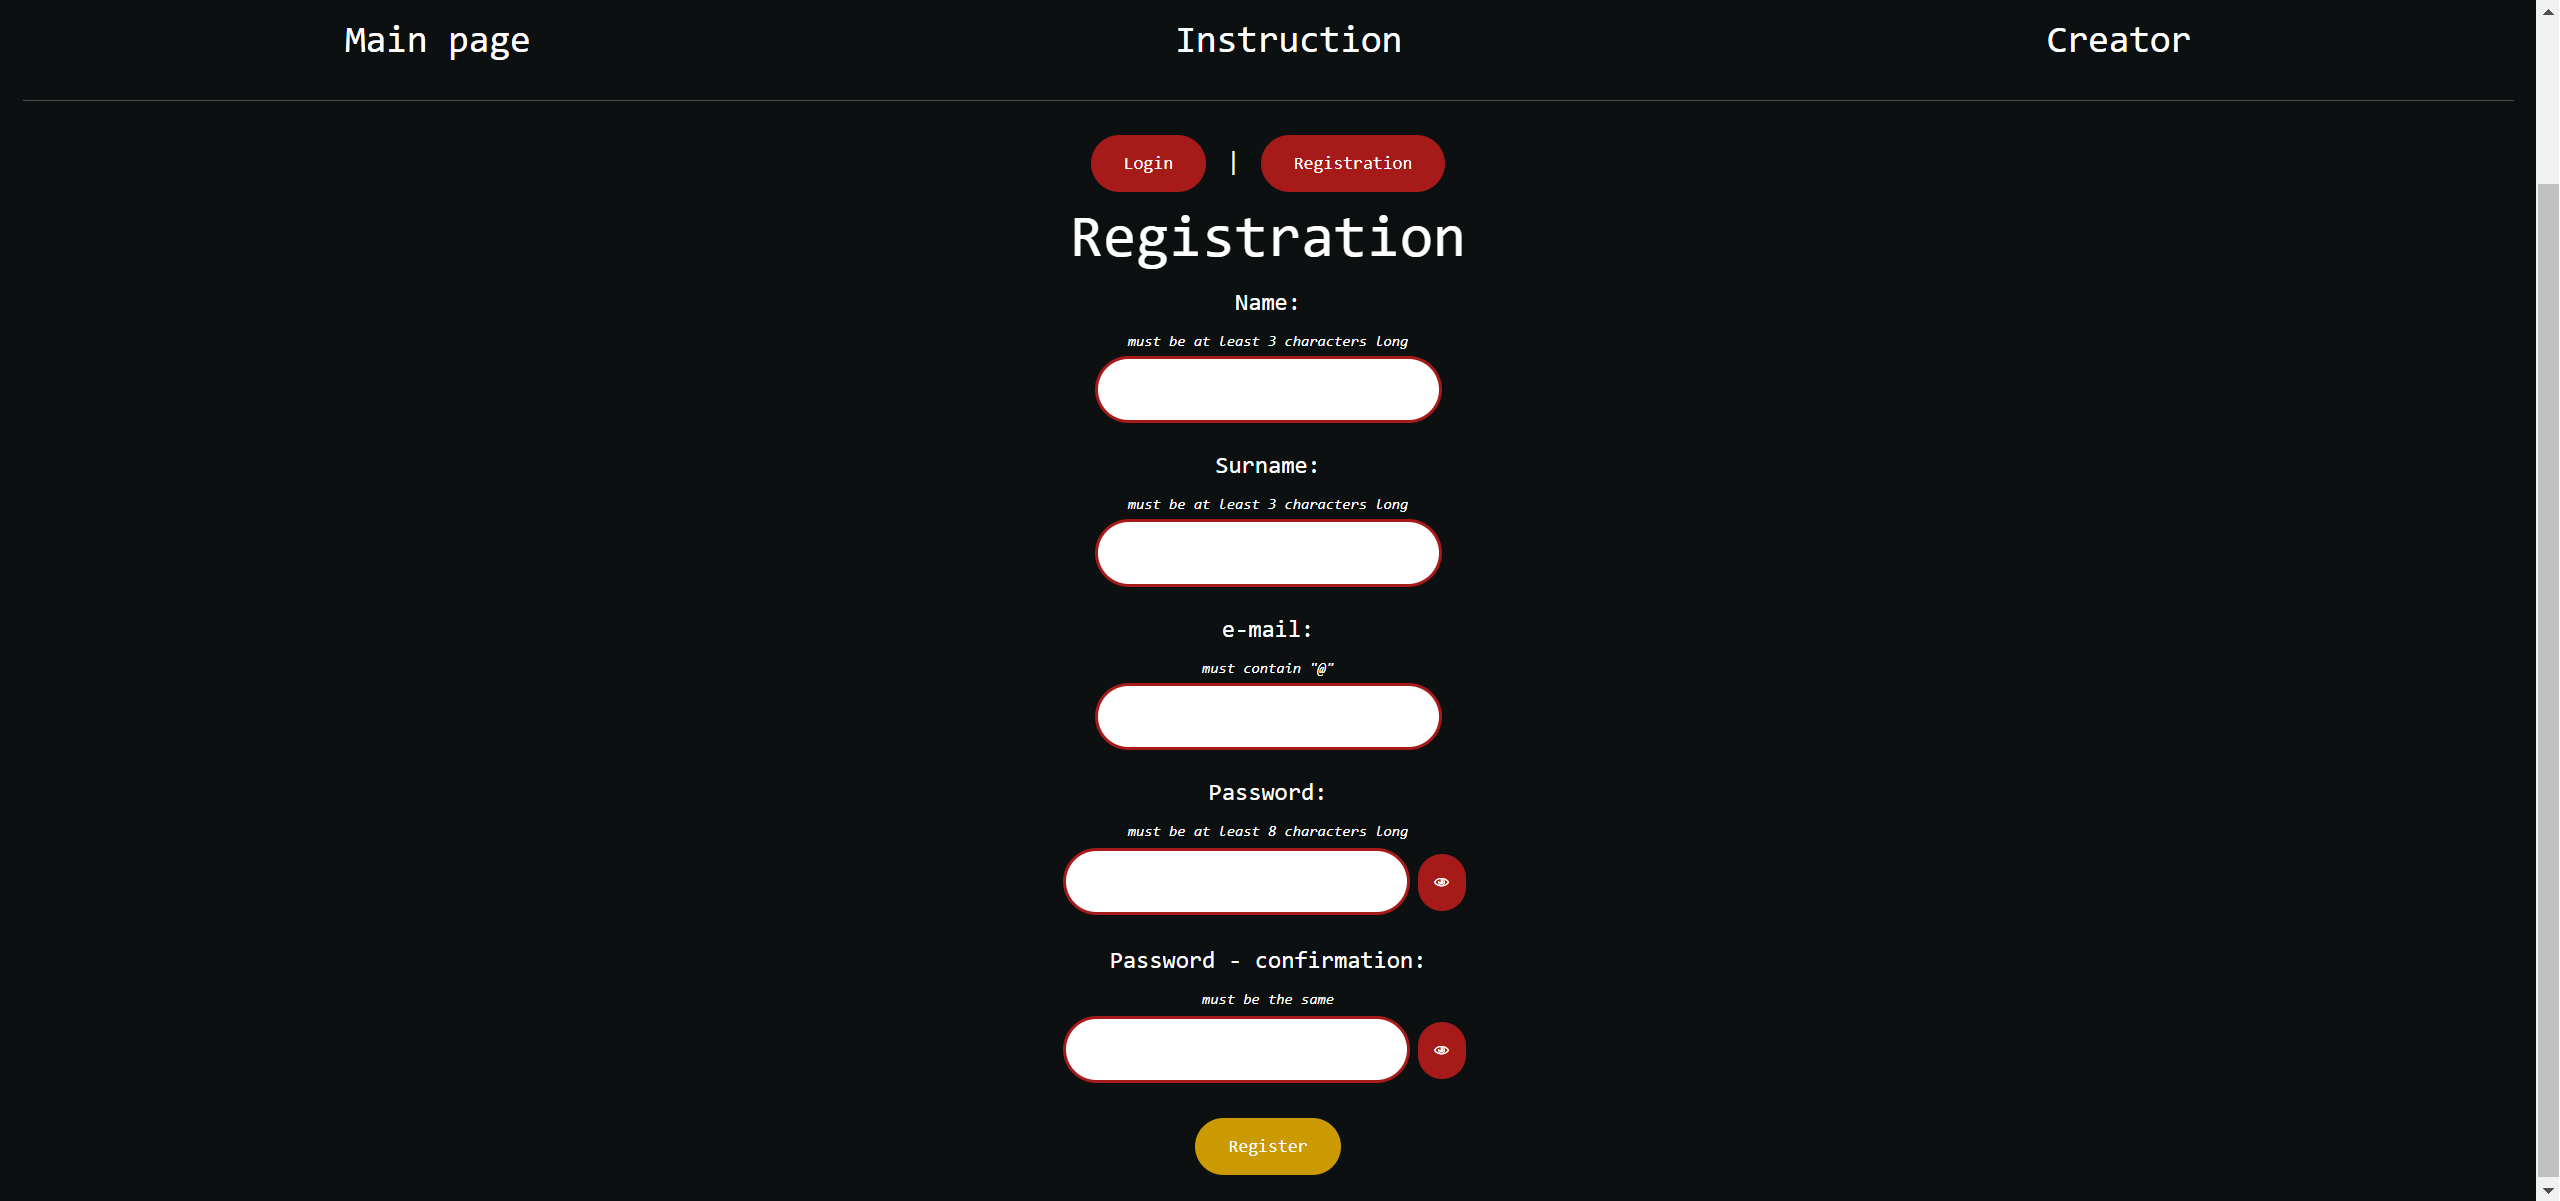 Main page Instruction Creator
Login | Registration
Registration
Name:
must be at least 3 characters long
Surname:
must be at least 3 characters long
e-mail:
must contain "@"
Password:
must be at least 8 characters long
Password - confirmation:
must be the same
Register